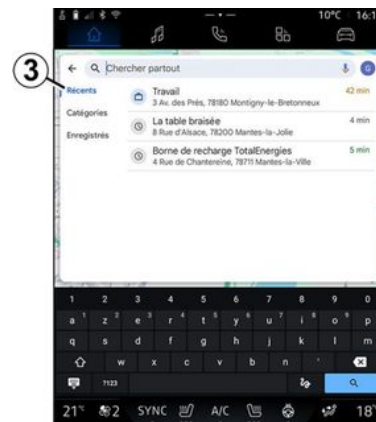 10°C 16:1
3
Chercher partout
G
Récents
Catégories
Enregistrés
Travail
3 Av. des Prés, 78180 Montigny-le-Bretonneux
42 min
La table braisée
8 Rue d'Alsace, 78200 Mantes-la-Jolie
4 min
Borne de recharge TotalEnergies
4 Rue de Chantereine, 78711 Mantes-la-Ville
5 min
1 2 3 4 5 6 7 8 9 0
a z e r t y u i o p
q s d f g h j k l m
w x c v b n '
?123
21° 2 SYNC A/C 18°